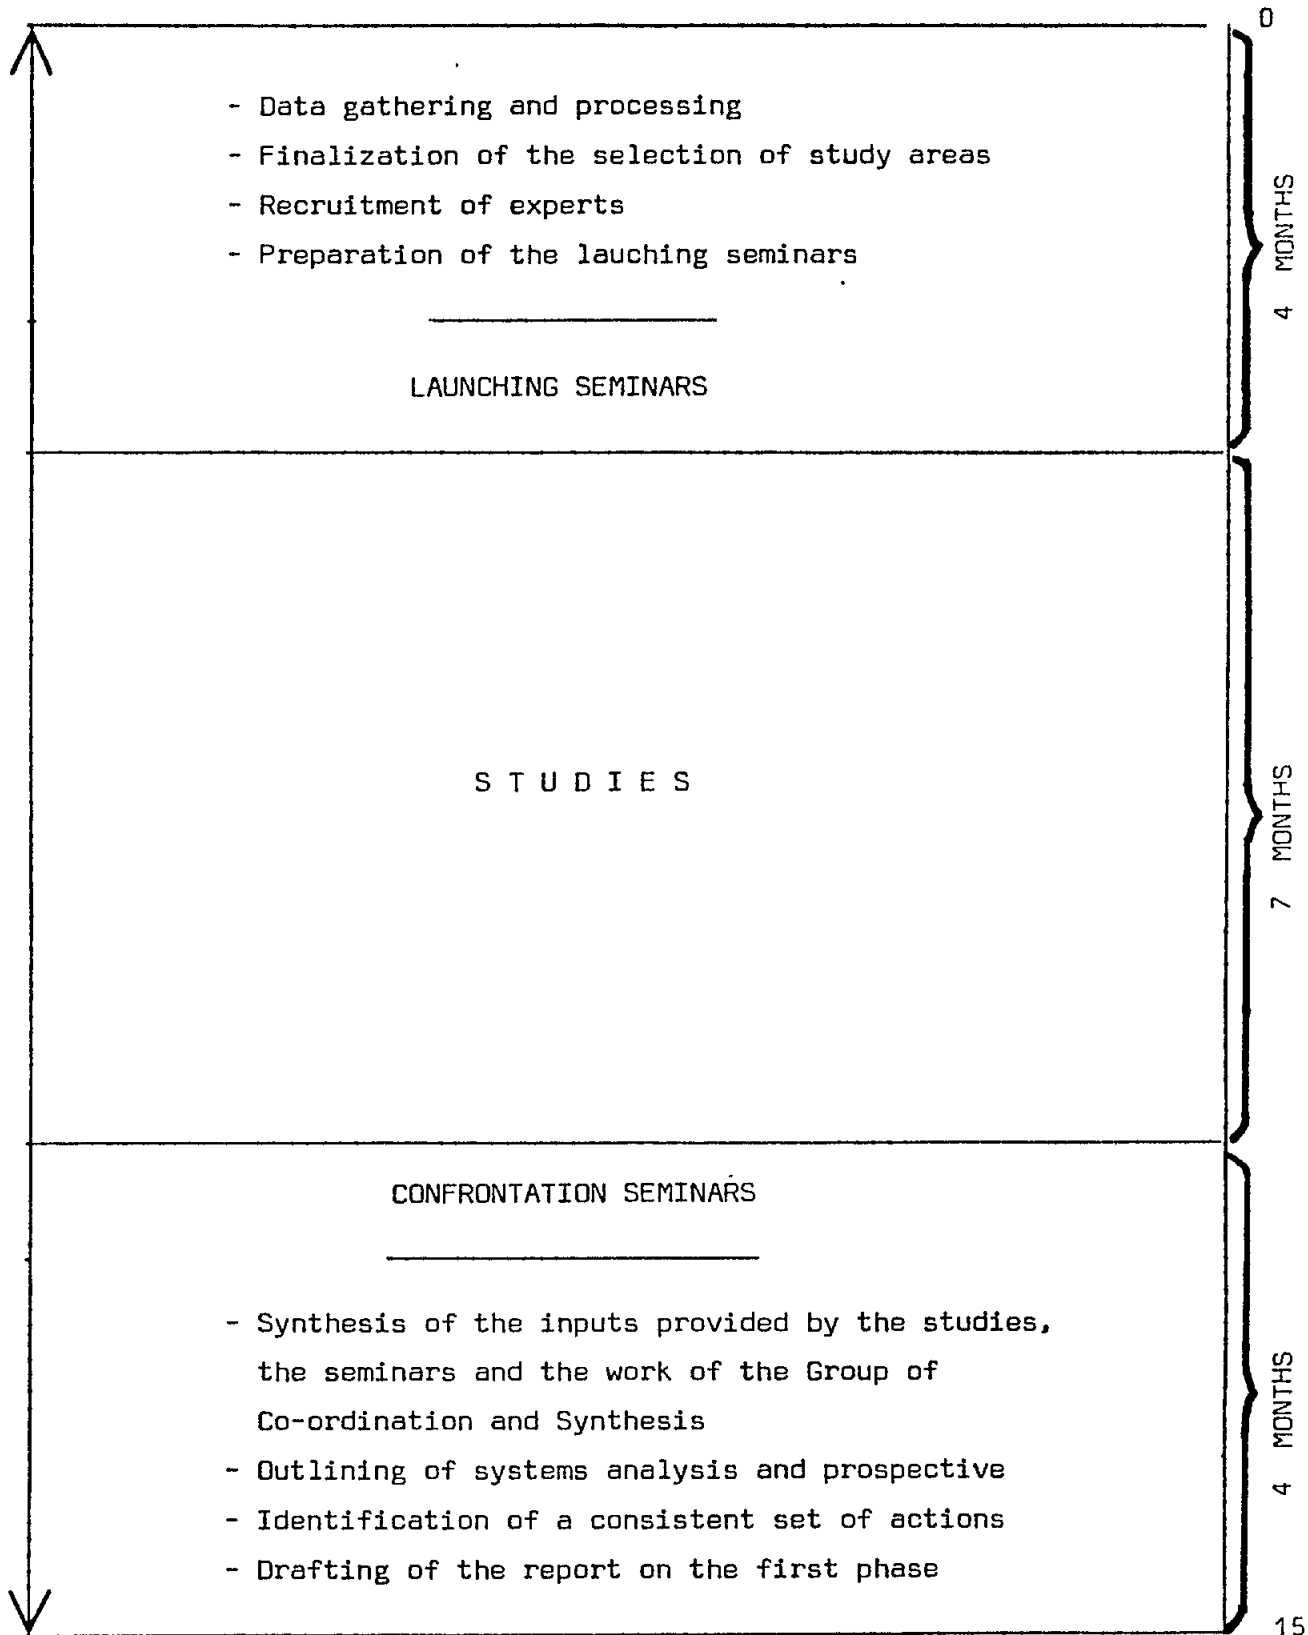 0
- Data gathering and processing
- Finalization of the selection of study areas
- Recruitment of experts
- Preparation of the lauching seminars
LAUNCHING SEMINARS
4 MONTHS
S T U D I E S
7 MONTHS
CONFRONTATION SEMINARS
- Synthesis of the inputs provided by the studies,
the seminars and the work of the Group of
Co-ordination and Synthesis
- Outlining of systems analysis and prospective
- Identification of a consistent set of actions
- Drafting of the report on the first phase
4 MONTHS
15